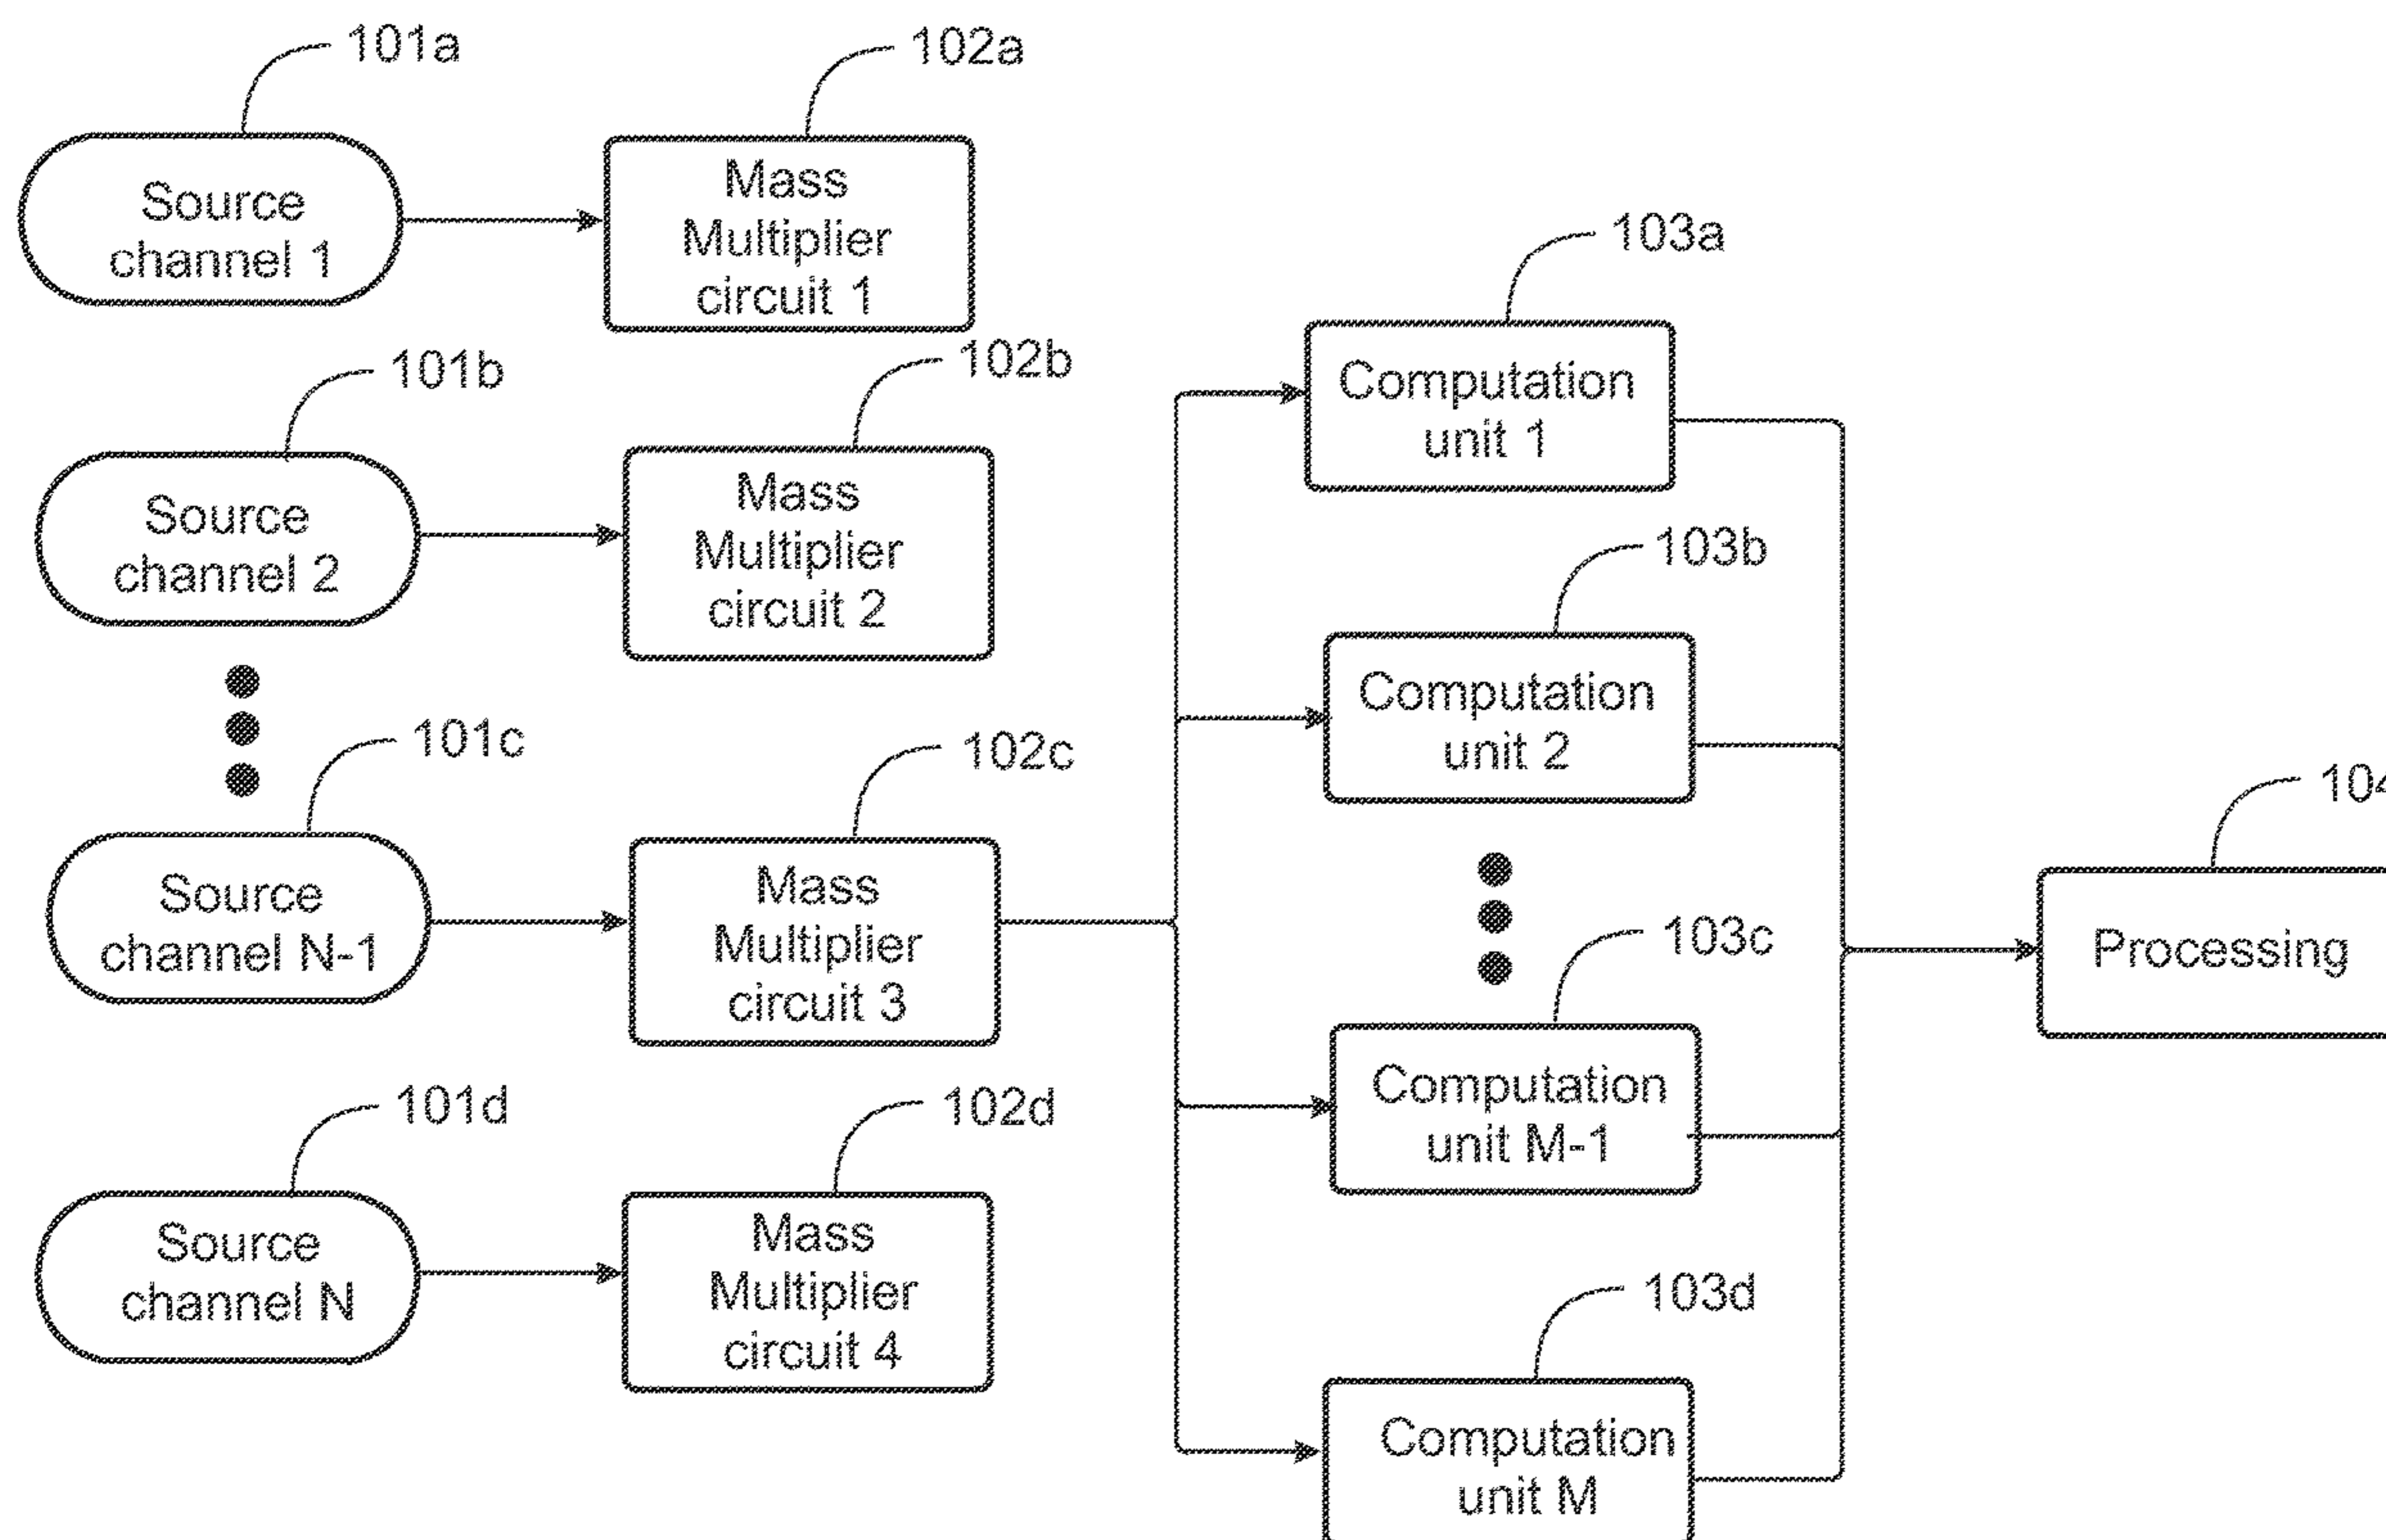 101a
102a
Source
channel 1
Mass
Multiplier
circuit 1
103a
101b
102b
Computation
unit 1
Source
channel 2
Mass
Multiplier
circuit 2
103b
Computation
unit 2
101c
102c
104
Source
channel N-1
Mass
Multiplier
circuit 3
103c
Processing
Computation
unit M-1
101d
102d
Source
channel N
Mass
Multiplier
circuit 4
103d
Computation
unit M